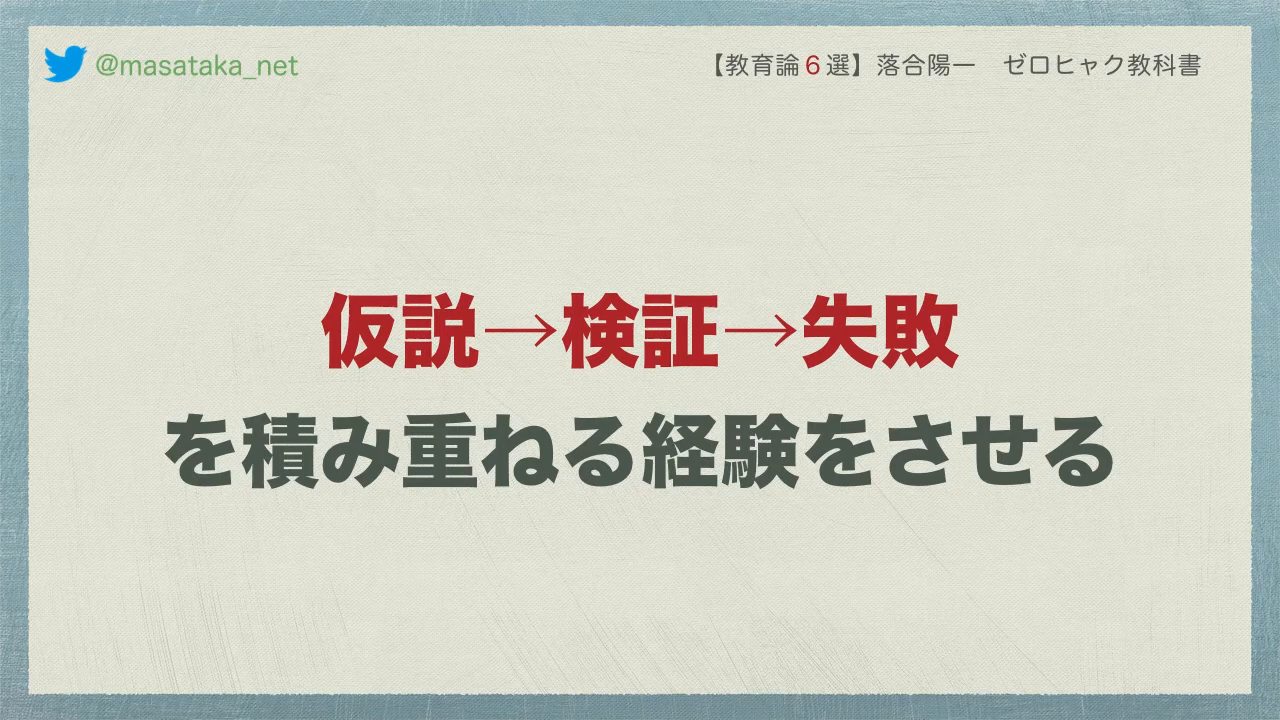 @masataka_net
【教育論６選】落合陽一　ゼロヒャク教科書
仮説→検証→失敗
を積み重ねる経験をさせる